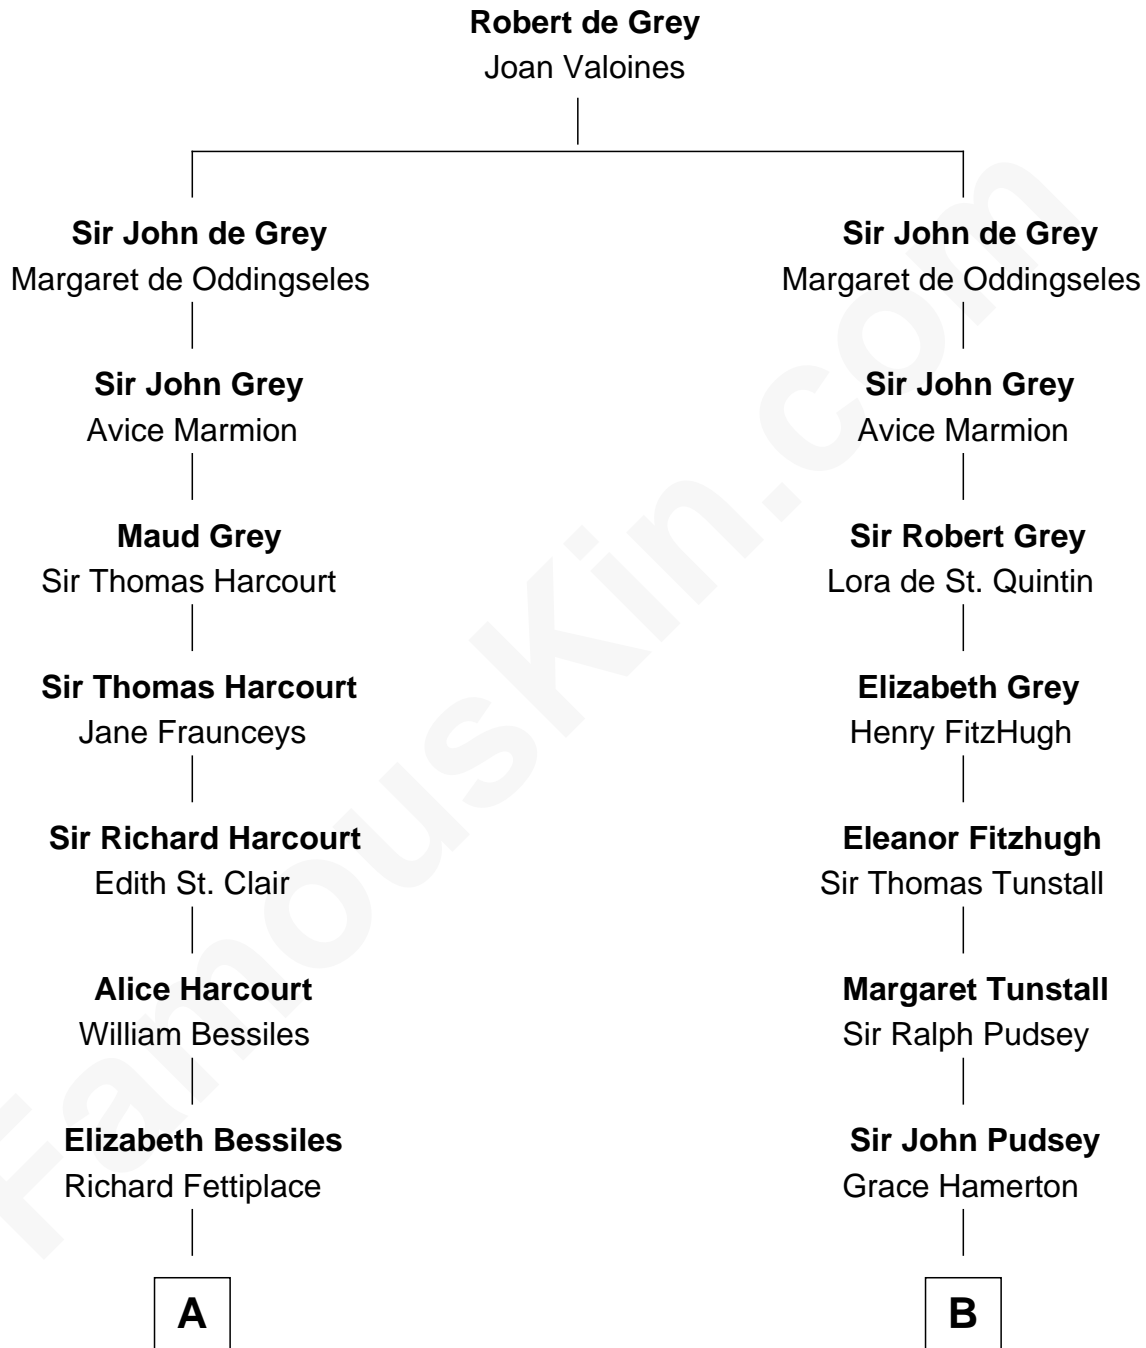 Robert de Grey
Joan Valoines
Sir John de Grey
Margaret de Oddingseles
Sir John Grey
Avice Marmion
Maud Grey
Sir Thomas Harcourt
Sir Thomas Harcourt
Jane Fraunceys
Sir Richard Harcourt
Edith St. Clair
Alice Harcourt
William Bessiles
Elizabeth Bessiles
Richard Fettiplace
A
Sir John de Grey
Margaret de Oddingseles
Sir John Grey
Avice Marmion
Sir Robert Grey
Lora de St. Quintin
Elizabeth Grey
Henry FitzHugh
Eleanor Fitzhugh
Sir Thomas Tunstall
Margaret Tunstall
Sir Ralph Pudsey
Sir John Pudsey
Grace Hamerton
B
FamousKin.com